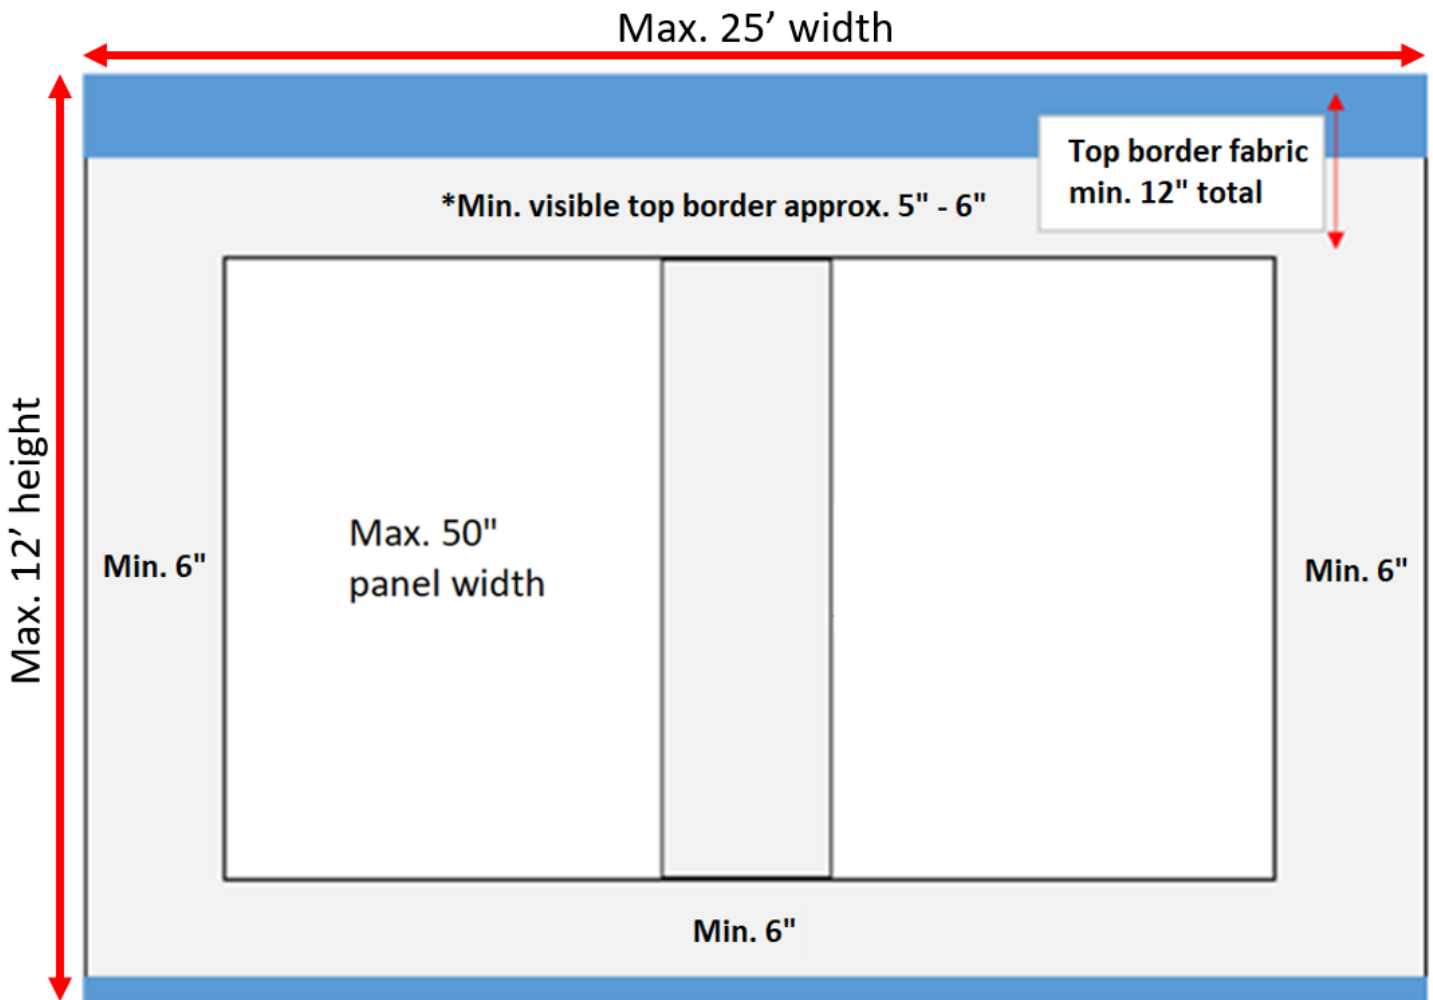 Max. 25’ width
Top border fabric
min. 12" total
*Min. visible top border approx. 5" - 6"
Max. 12’ height
Max. 50"
panel width
Min. 6"
Min. 6"
Min. 6"